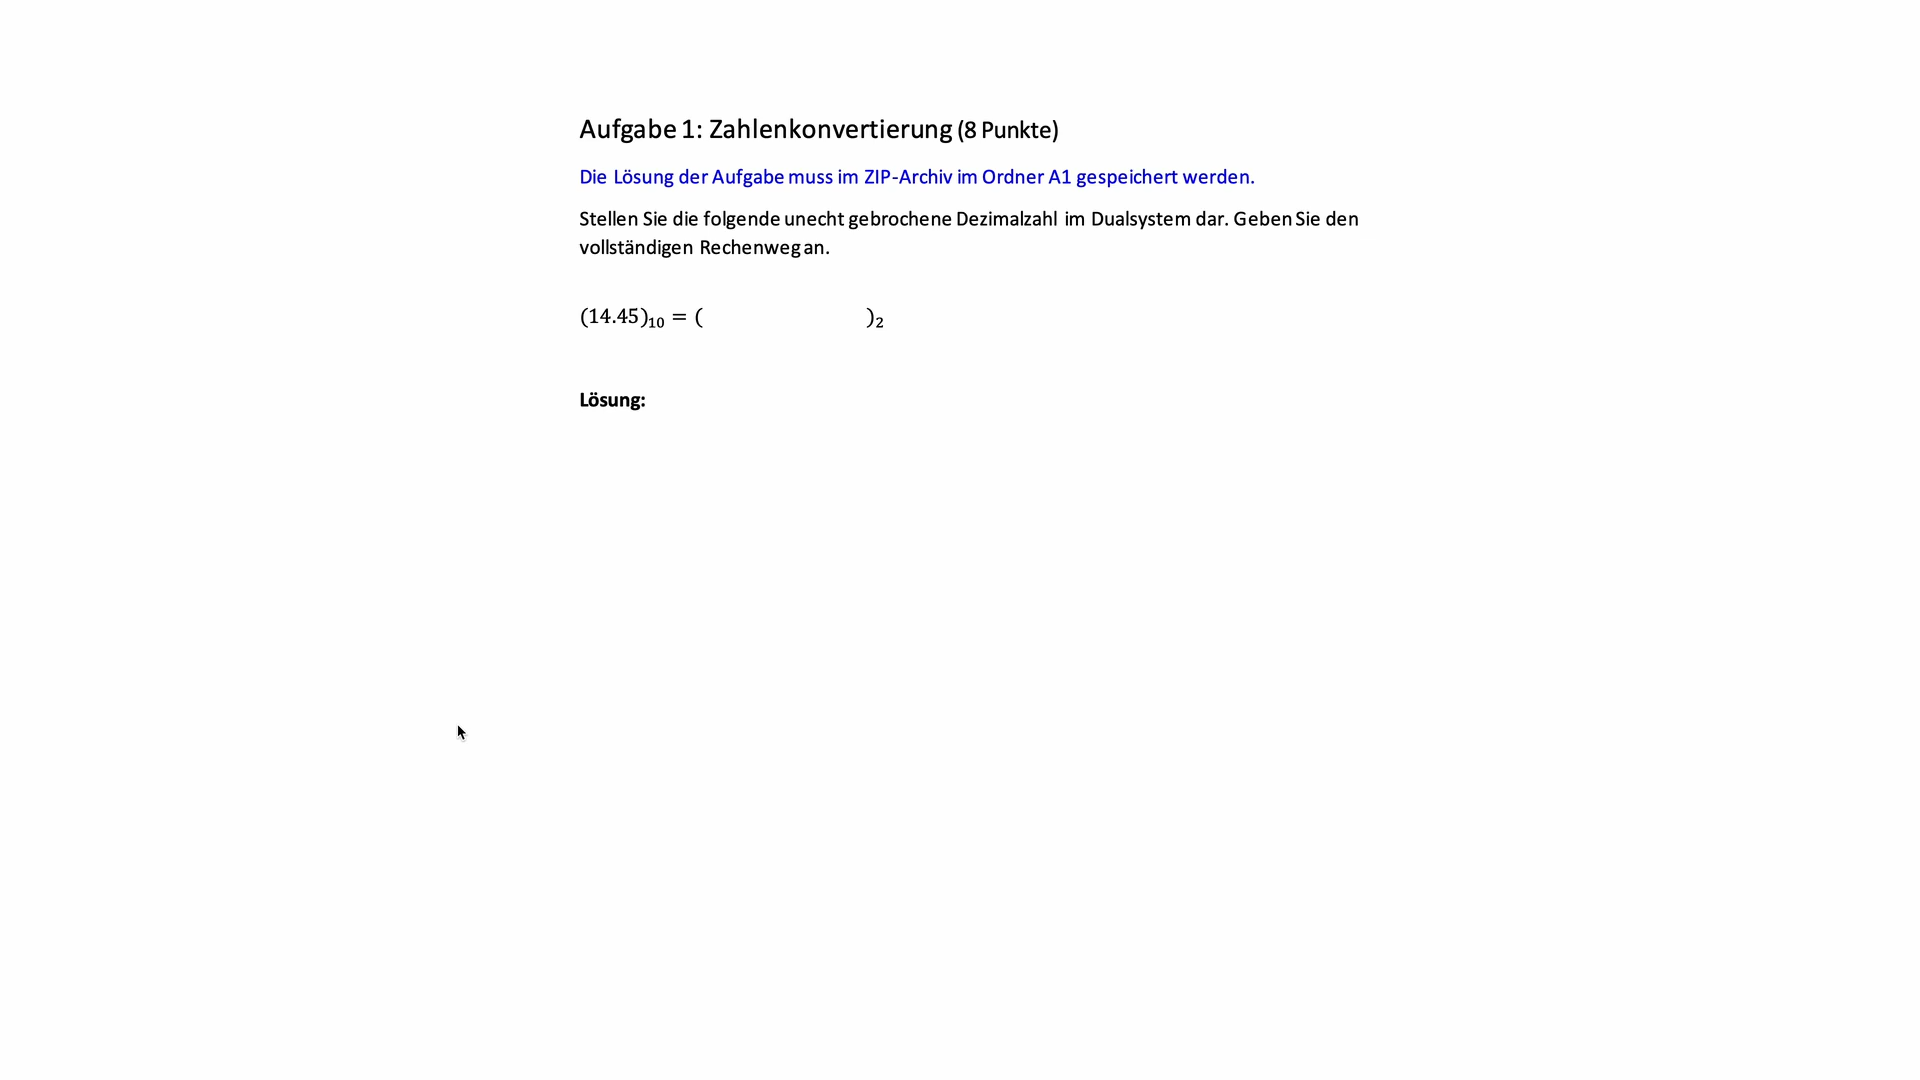 Aufgabe 1: Zahlenkonvertierung (8 Punkte)
Die Lösung der Aufgabe muss im ZIP-Archiv im Ordner A1 gespeichert werden.
Stellen Sie die folgende unecht gebrochene Dezimalzahl im Dualsystem dar. Geben Sie den
vollständigen Rechenweg an.
(14.45)₁₀ = ( )₂
Lösung: